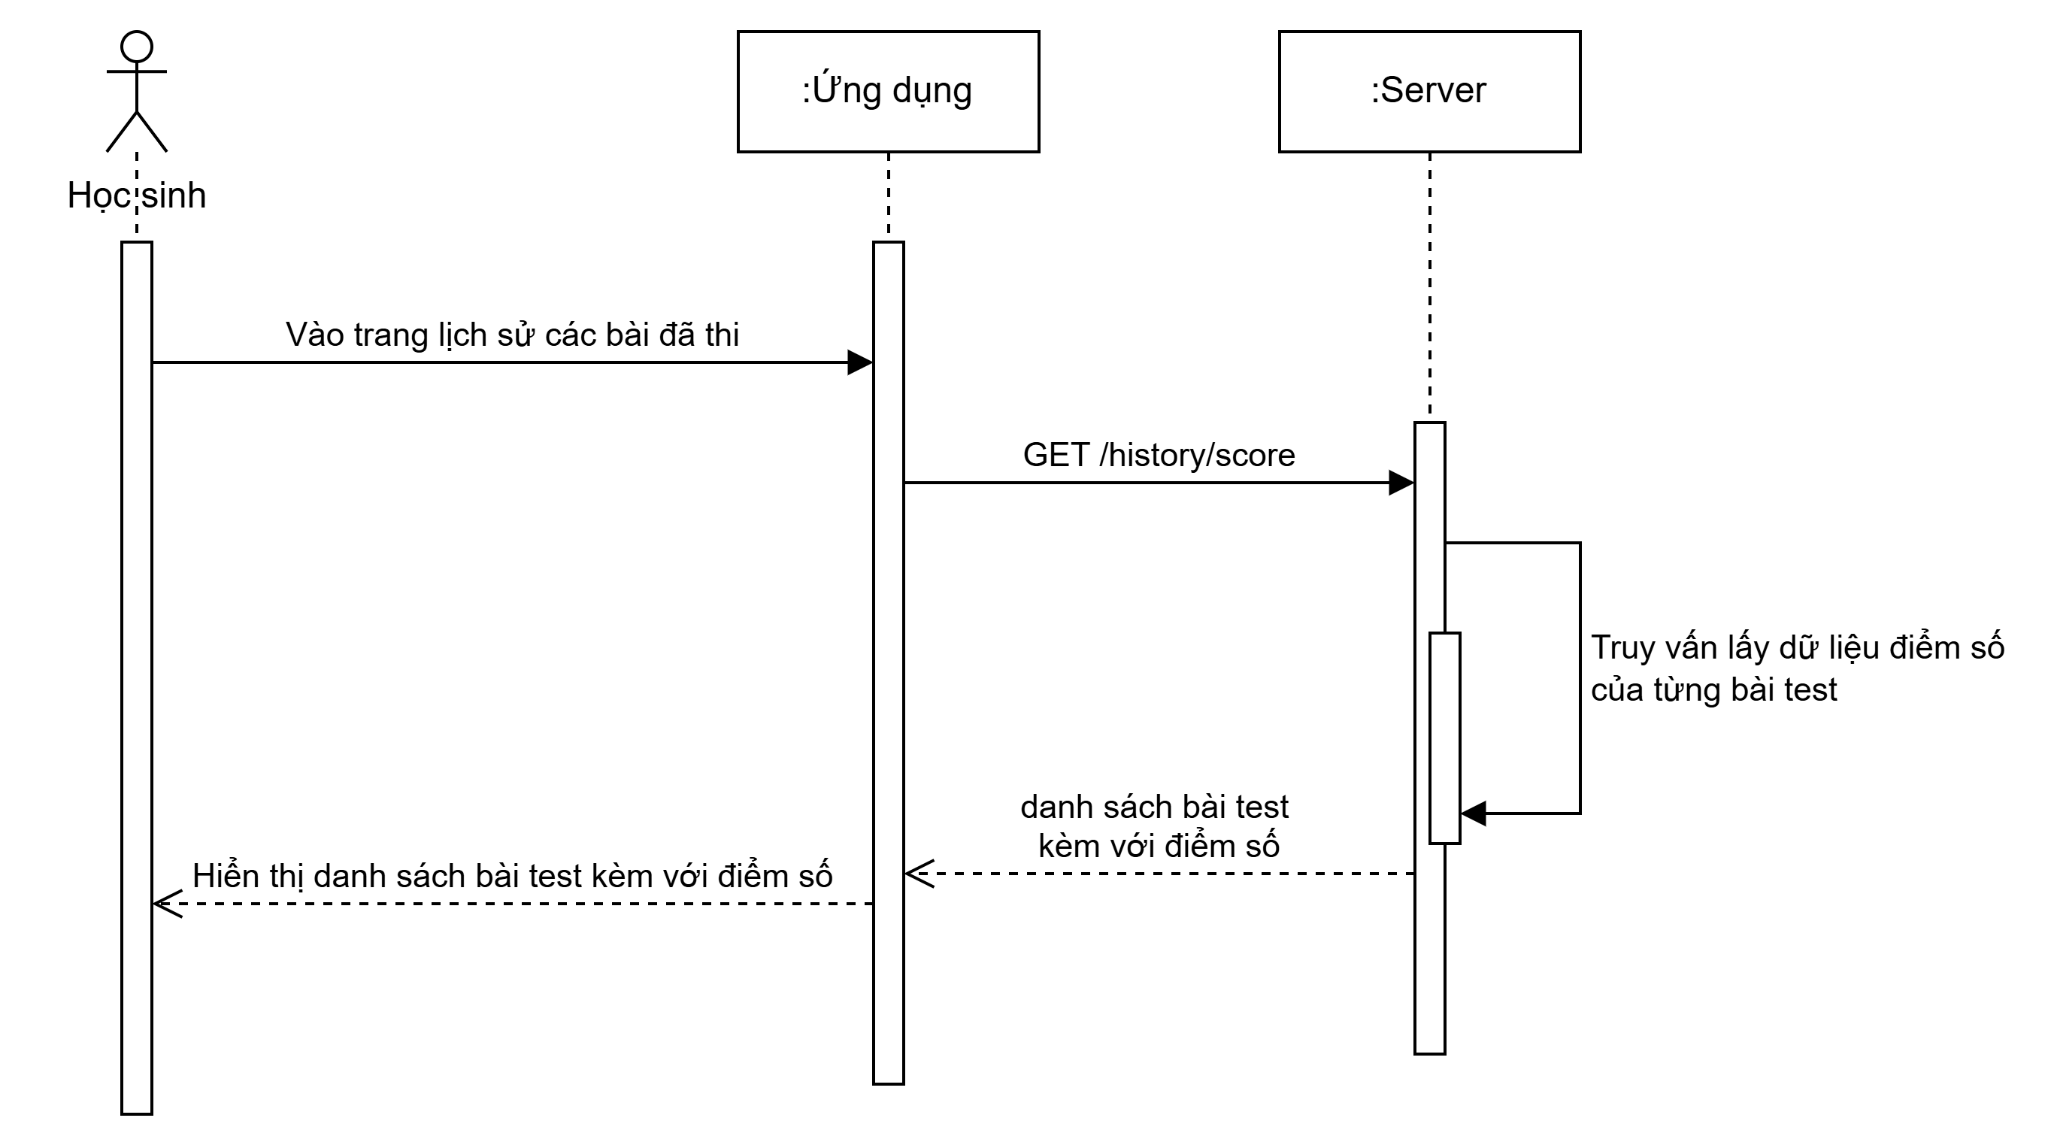 :Ứng dụng
:Server
Học sinh
Vào trang lịch sử các bài đã thi
GET /history/score
Truy vấn lấy dữ liệu điểm số
của từng bài test
danh sách bài test
kèm với điểm số
Hiển thị danh sách bài test kèm với điểm số